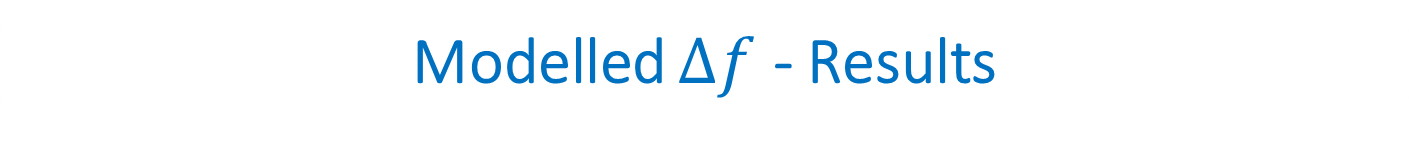 Modelled Δ𝑓 - Results